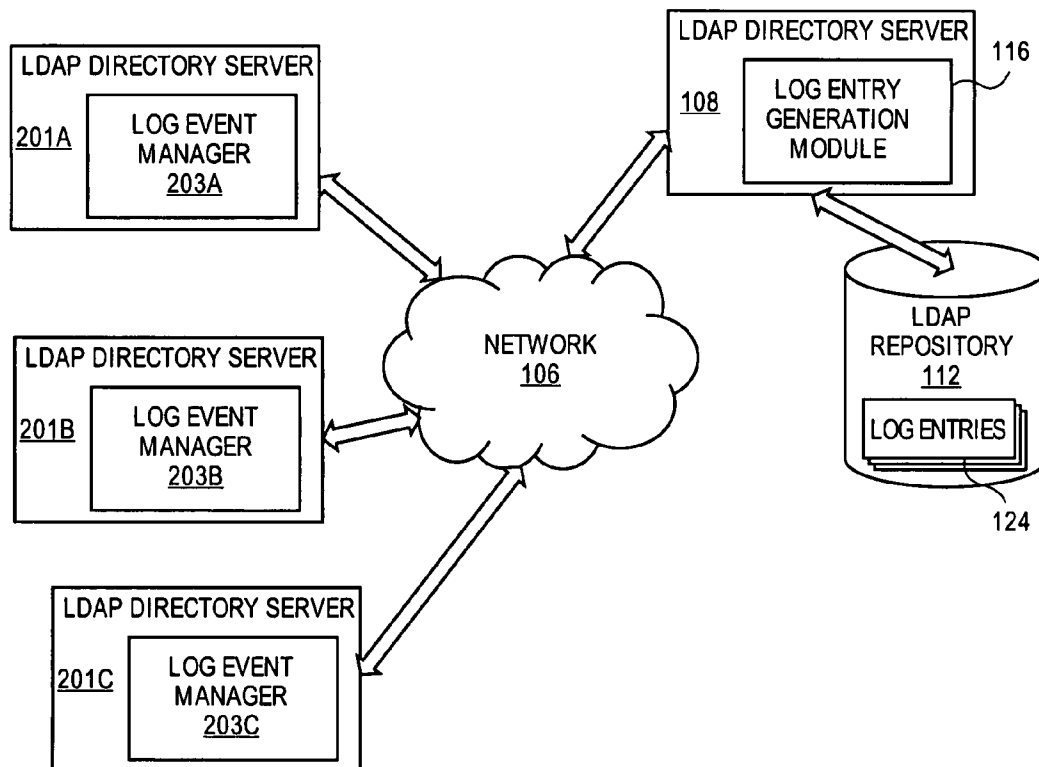 LDAP DIRECTORY SERVER
201A
LOG EVENT
MANAGER
203A
LDAP DIRECTORY SERVER
201B
LOG EVENT
MANAGER
203B
LDAP DIRECTORY SERVER
201C
LOG EVENT
MANAGER
203C
NETWORK
106
LDAP DIRECTORY SERVER
108
LOG ENTRY
GENERATION
MODULE
116
LDAP
REPOSITORY
112
LOG ENTRIES
124